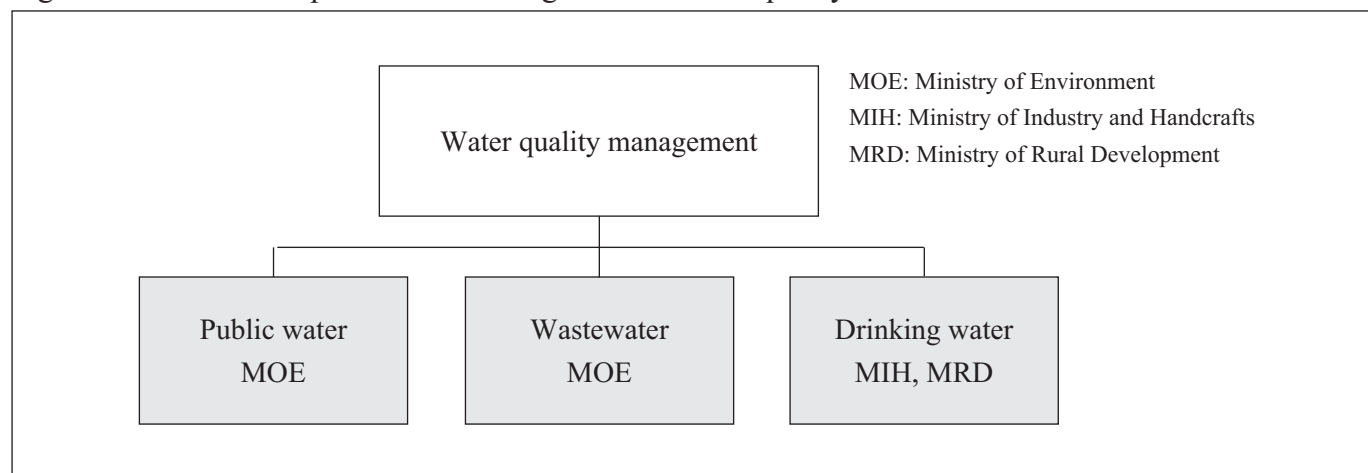 Water quality management
MOE: Ministry of Environment
MIH: Ministry of Industry and Handcrafts
MRD: Ministry of Rural Development
Public water
MOE
Wastewater
MOE
Drinking water
MIH, MRD